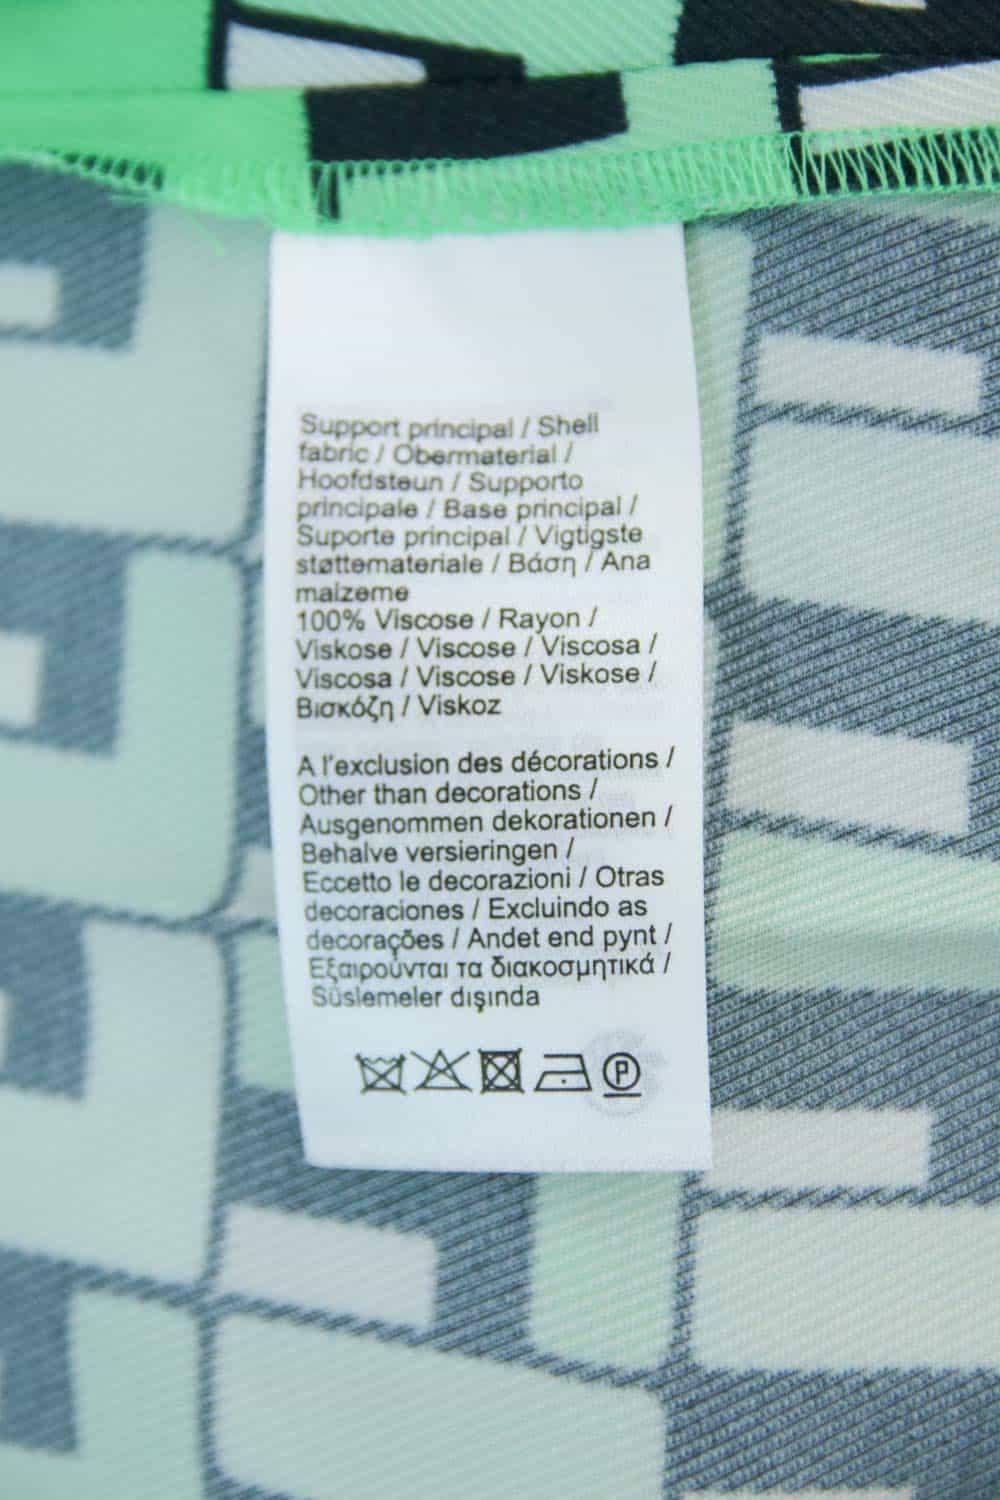 Support principal / Shell
fabric / Obermaterial /
Hoofdsteun / Supporto
principale / Base principal /
Suporte principal / Vigtigste
støttemateriale / Βάση / Ana
malzeme
100% Viscose / Rayon /
Viskose / Viscose / Viscosa /
Viscosa / Viscose / Viskose /
Βισκόζη / Viskoz
A l'exclusion des décorations /
Other than decorations /
Ausgenommen dekorationen /
Behalve versieringen /
Eccetto le decorazioni / Otras
decoraciones / Excluindo as
decorações / Andet end pynt /
Εξαιρούνται τα διακοσμητικά /
Süslemeler dışında
P